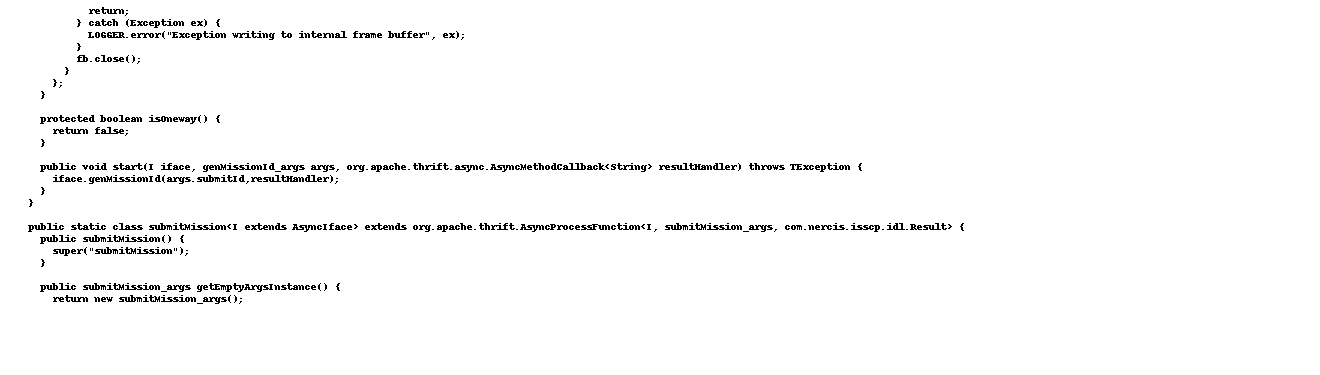 return;
} catch (Exception ex) {
LOGGER.error("Exception writing to internal frame buffer", ex);
}
fb.close();
}
};
}
protected boolean isOneway() {
return false;
}
public void start(I iface, genMissionId_args args, org.apache.thrift.async.AsyncMethodCallback<String> resultHandler) throws TException {
iface.genMissionId(args.submitId,resultHandler);
}
}
public static class submitMission<I extends AsyncIface> extends org.apache.thrift.AsyncProcessFunction<I, submitMission_args, com.nercis.isscp.idl.Result> {
public submitMission() {
super("submitMission");
}
public submitMission_args getEmptyArgsInstance() {
return new submitMission_args();